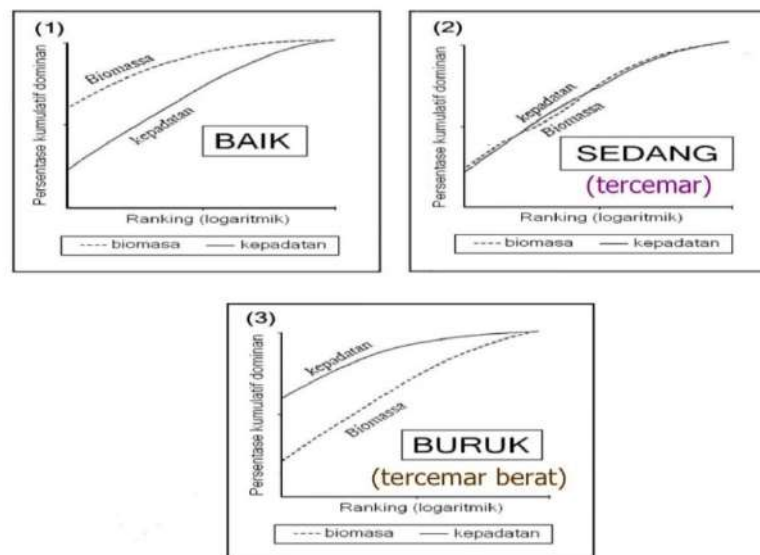 (1)
Persentase kumulatif dominan
Biomassa
kepadatan
BAIK
Ranking (logaritmik)
biomasa kepadatan
(2)
Persentase kumulatif dominan
kepadatan
Biomassa
SEDANG
(tercemar)
Ranking (logaritmik)
biomasa kepadatan
(3)
Persentase kumulatif dominan
kepadatan
Biomassa
BURUK
(tercemar berat)
Ranking (logaritmik)
biomasa kepadatan